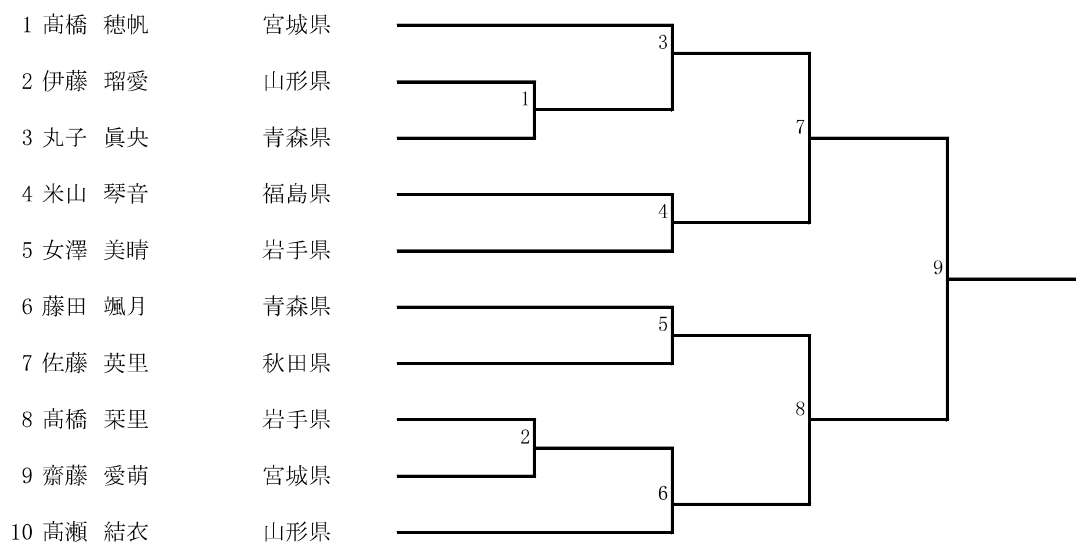 1 髙橋 穂帆 宮城県
3
2 伊藤 瑠愛 山形県
1
3 丸子 眞央 青森県
7
4 米山 琴音 福島県
4
5 女澤 美晴 岩手県
9
6 藤田 颯月 青森県
5
7 佐藤 英里 秋田県
8
8 髙橋 栞里 岩手県
2
9 齋藤 愛萌 宮城県
6
10 髙瀬 結衣 山形県